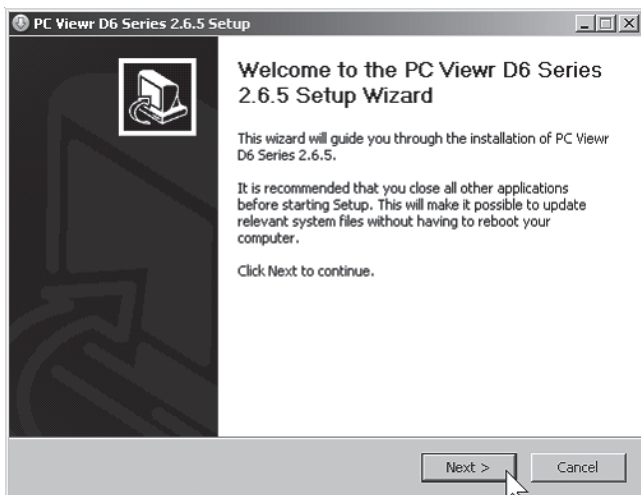 PC Viewr D6 Series 2.6.5 Setup
Welcome to the PC Viewr D6 Series
2.6.5 Setup Wizard
This wizard will guide you through the installation of PC Viewr
D6 Series 2.6.5.
It is recommended that you close all other applications
before starting Setup. This will make it possible to update
relevant system files without having to reboot your
computer.
Click Next to continue.
Next >
Cancel